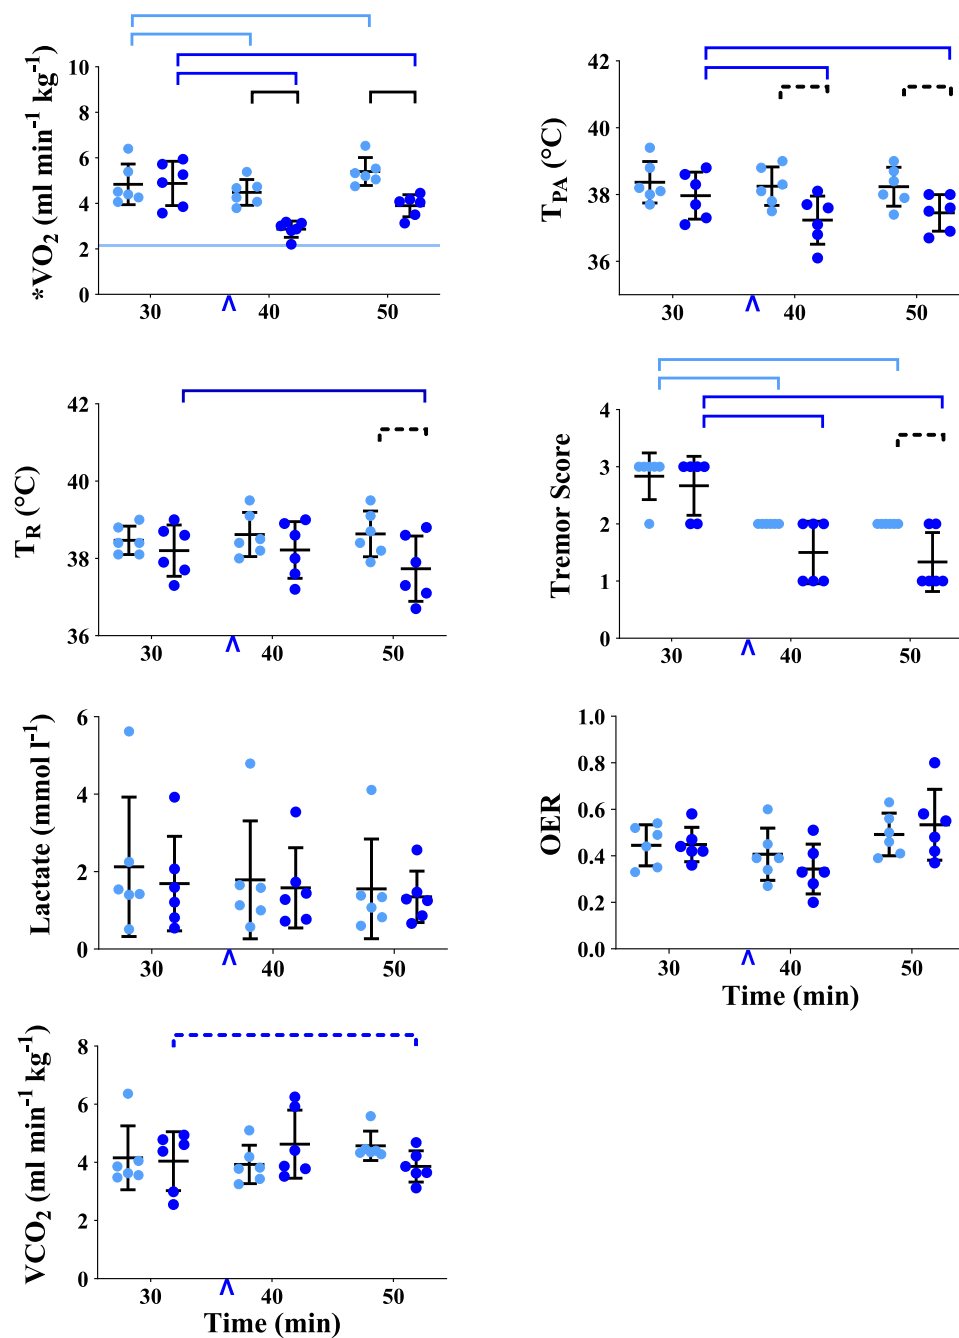 *VO₂ (ml min⁻¹ kg⁻¹)
10
8
6
4
2
0
30 40 50
T_PA (°C)
42
40
38
36
30 40 50
T_R (°C)
42
40
38
36
30 40 50
Tremor Score
4
3
2
1
0
30 40 50
Lactate (mmol l⁻¹)
6
4
2
0
30 40 50
OER
1.0
0.8
0.6
0.4
0.2
0.0
30 40 50
Time (min)
VCO₂ (ml min⁻¹ kg⁻¹)
8
6
4
2
0
30 40 50
Time (min)